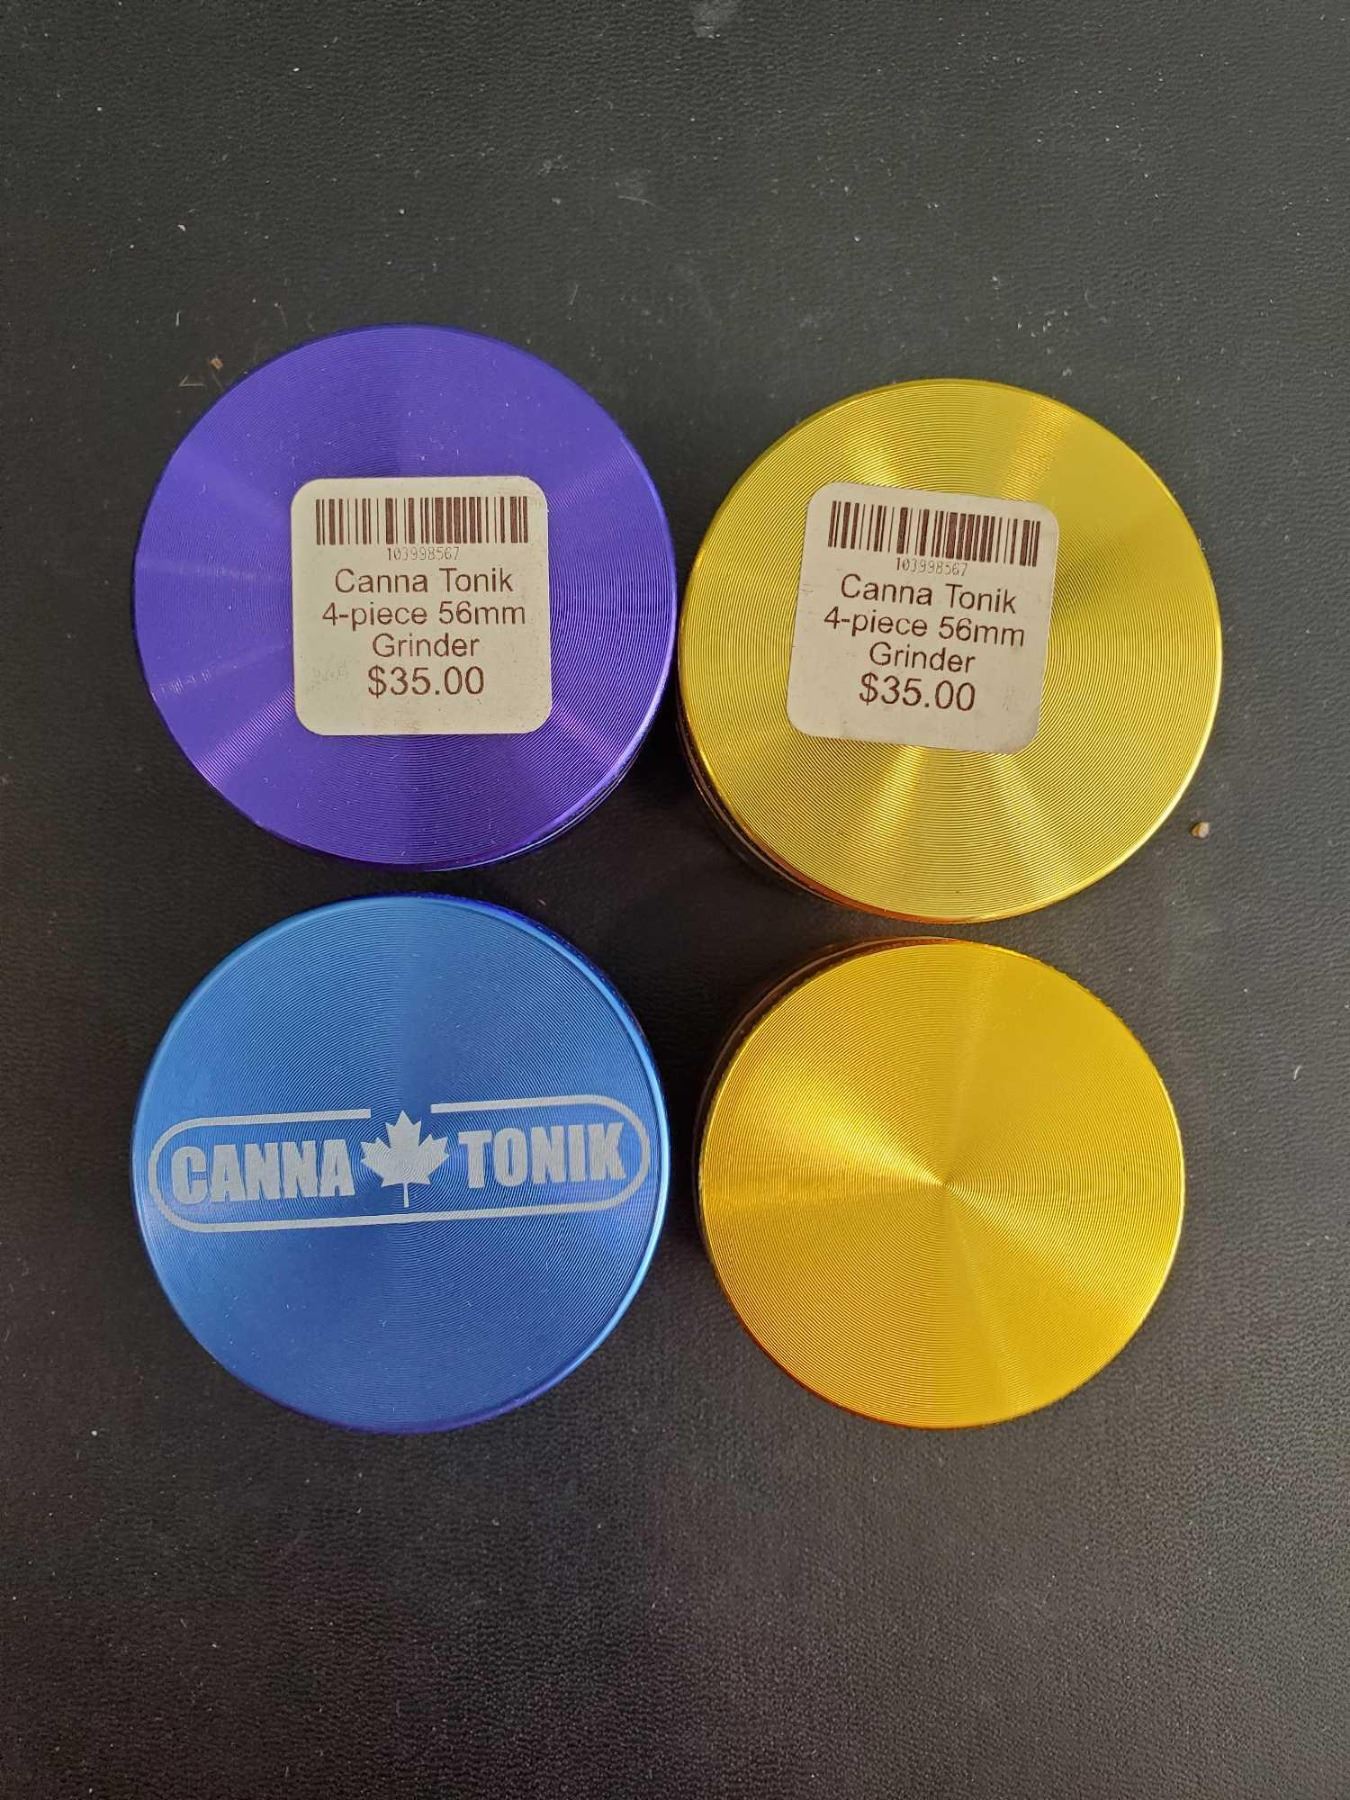 103998567
Canna Tonik
4-piece 56mm
Grinder
$35.00
103998567
Canna Tonik
4-piece 56mm
Grinder
$35.00
CANNA TONIK